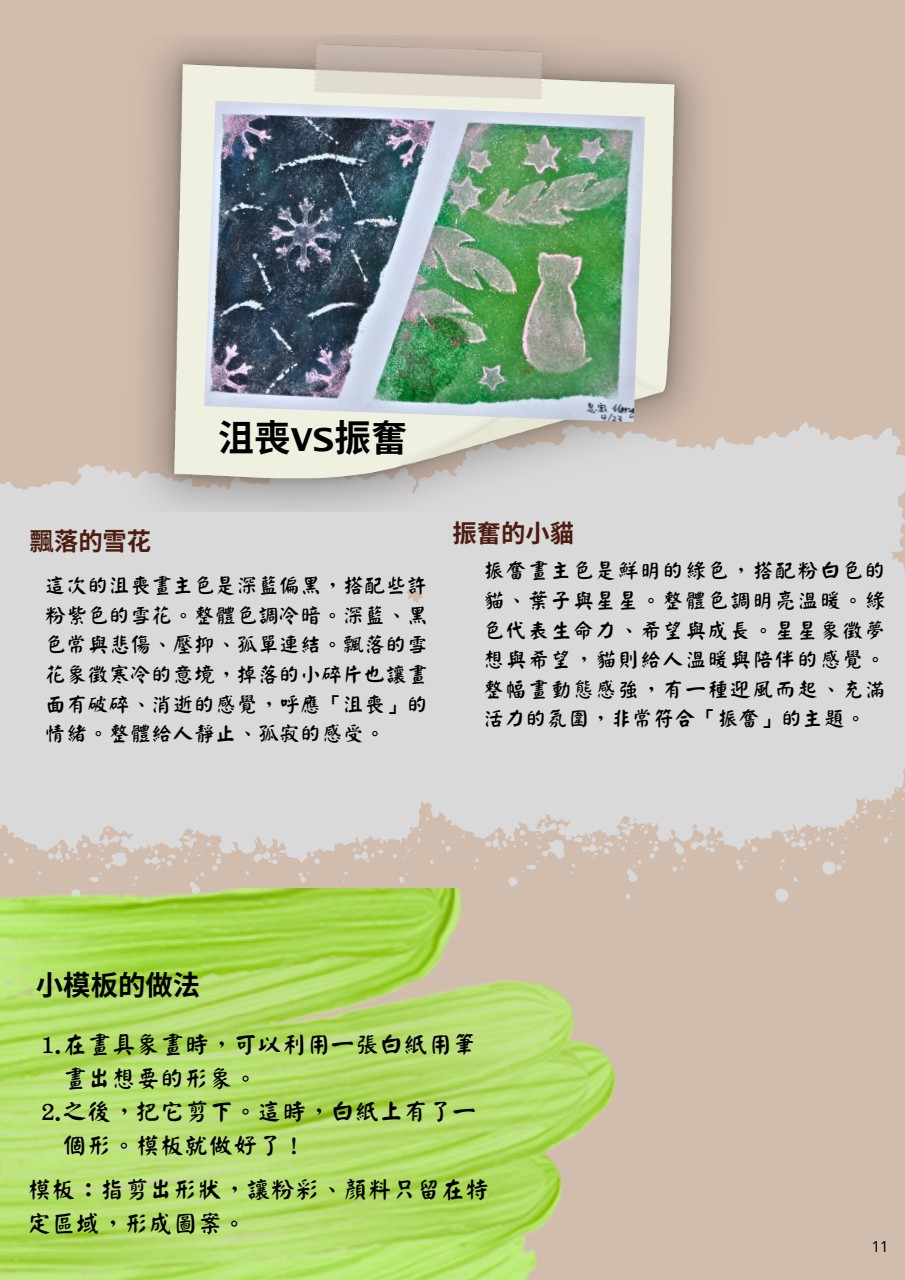 沮喪VS振奮
4/23
飄落的雪花
這次的沮喪畫主色是深藍偏黑，搭配些許
粉紫色的雪花。整體色調冷暗。深藍、黑
色常與悲傷、壓抑、孤單連結。飄落的雪
花象徵寒冷的意境，掉落的小碎片也讓畫
面有破碎、消逝的感覺，呼應「沮喪」的
情緒。整體給人靜止、孤寂的感受。
振奮的小貓
振奮畫主色是鮮明的綠色，搭配粉白色的
貓、葉子與星星。整體色調明亮溫暖。綠
色代表生命力、希望與成長。星星象徵夢
想與希望，貓則給人溫暖與陪伴的感覺。
整幅畫動態感強，有一種迎風而起、充滿
活力的氛圍，非常符合「振奮」的主題。
小模板的做法
1.在畫具象畫時，可以利用一張白紙用筆
畫出想要的形象。
2.之後，把它剪下。這時，白紙上有了一
個形。模板就做好了！
模板：指剪出形狀，讓粉彩、顏料只留在特
定區域，形成圖案。
11